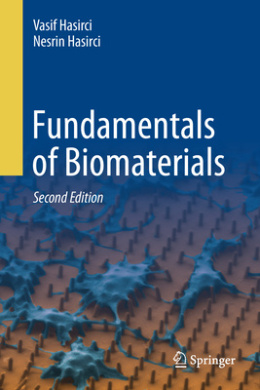 Vasif Hasirci
Nesrin Hasirci
Fundamentals
of Biomaterials
Second Edition
Springer